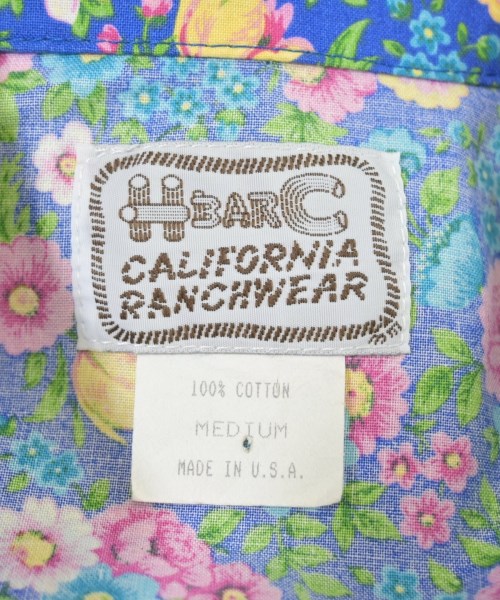 H BAR C
CALIFORNIA
RANCHWEAR
100% COTTON
MEDIUM
MADE IN U.S.A.